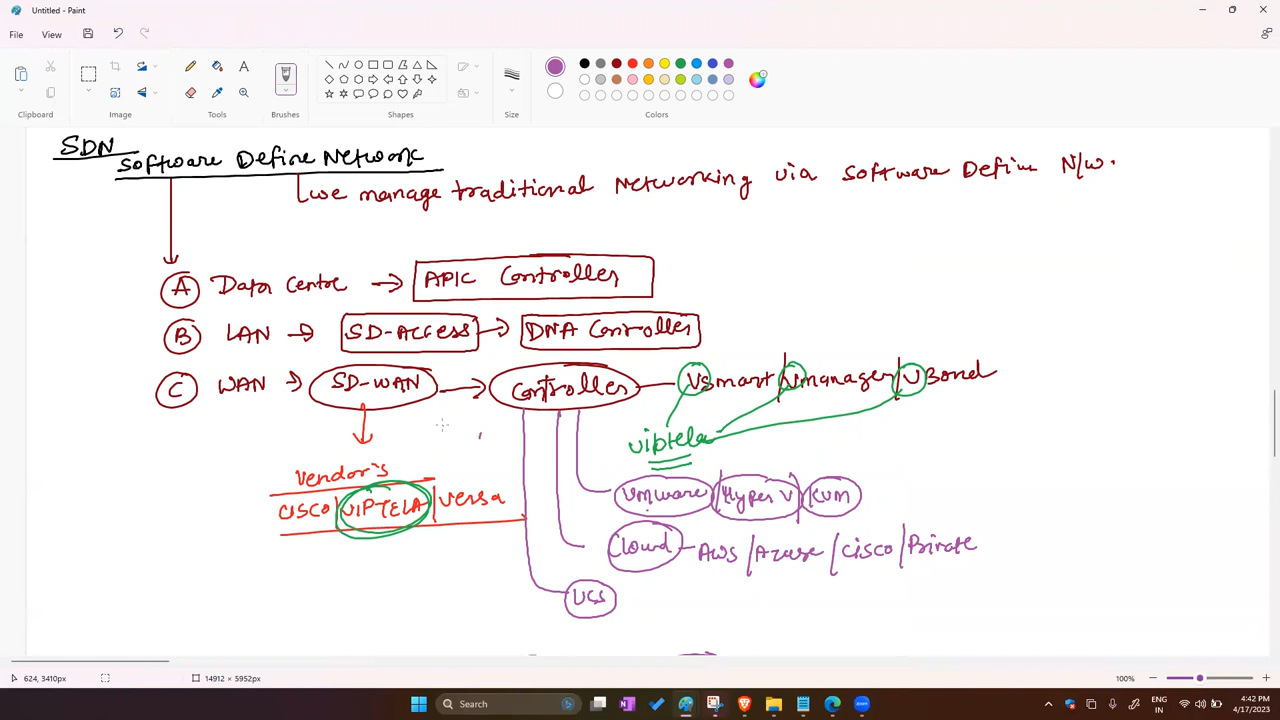 Untitled - Paint
File View
Clipboard Image Tools Brushes Shapes Size Colors
SDN
Software Define Network
we manage traditional Networking via Software Define N/w.
A Data Centre → APIC Controller
B LAN → SD-ACCESS → DNA Controller
C WAN → SD-WAN → Controller - Vsmart / Vmanager / VBond
viptela
Vendor's
CISCO | VIPTELA | Versa
Vmware / Hyper V / KVM
Cloud - AWS / Azure / Cisco / Private
UCS
624, 3410px 14912 × 5952px 100%
Search
ENG
IN
4:42 PM
4/17/2023